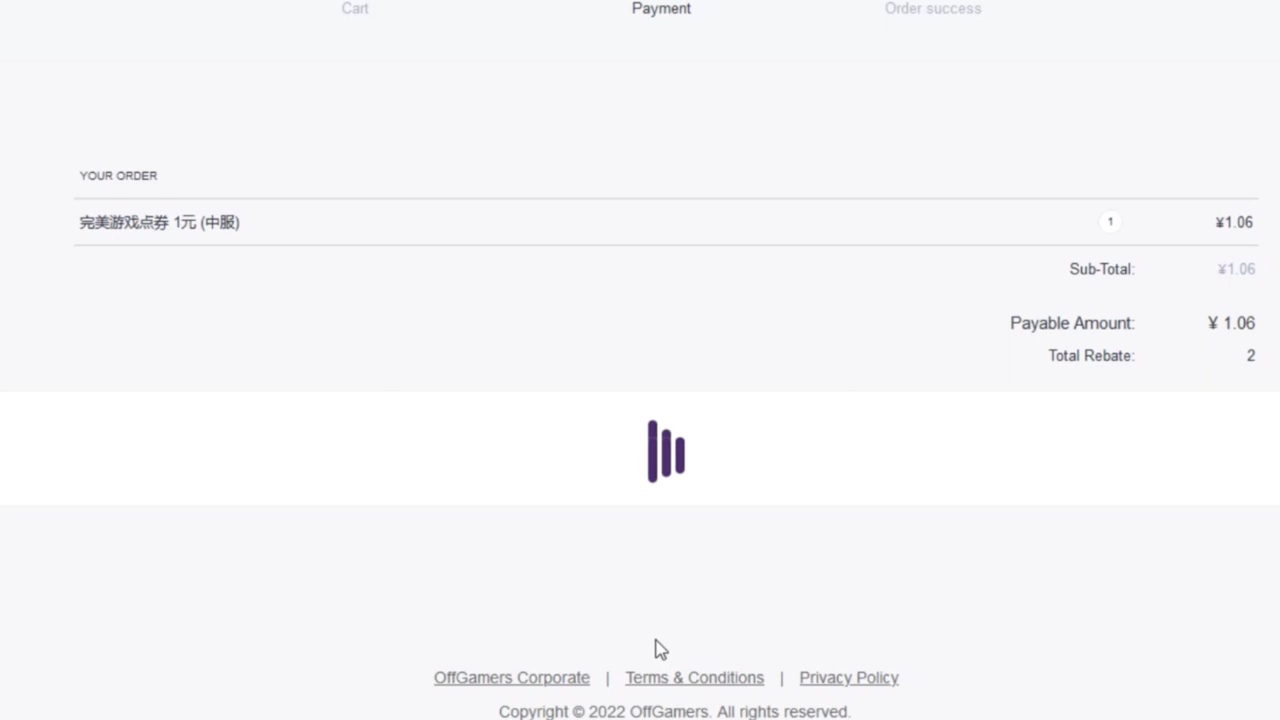 Cart Payment Order success
YOUR ORDER
完美游戏点券 1元 (中服) 1 ¥1.06
Sub-Total: ¥1.06
Payable Amount: ¥ 1.06
Total Rebate: 2
OffGamers Corporate | Terms & Conditions | Privacy Policy
Copyright © 2022 OffGamers. All rights reserved.